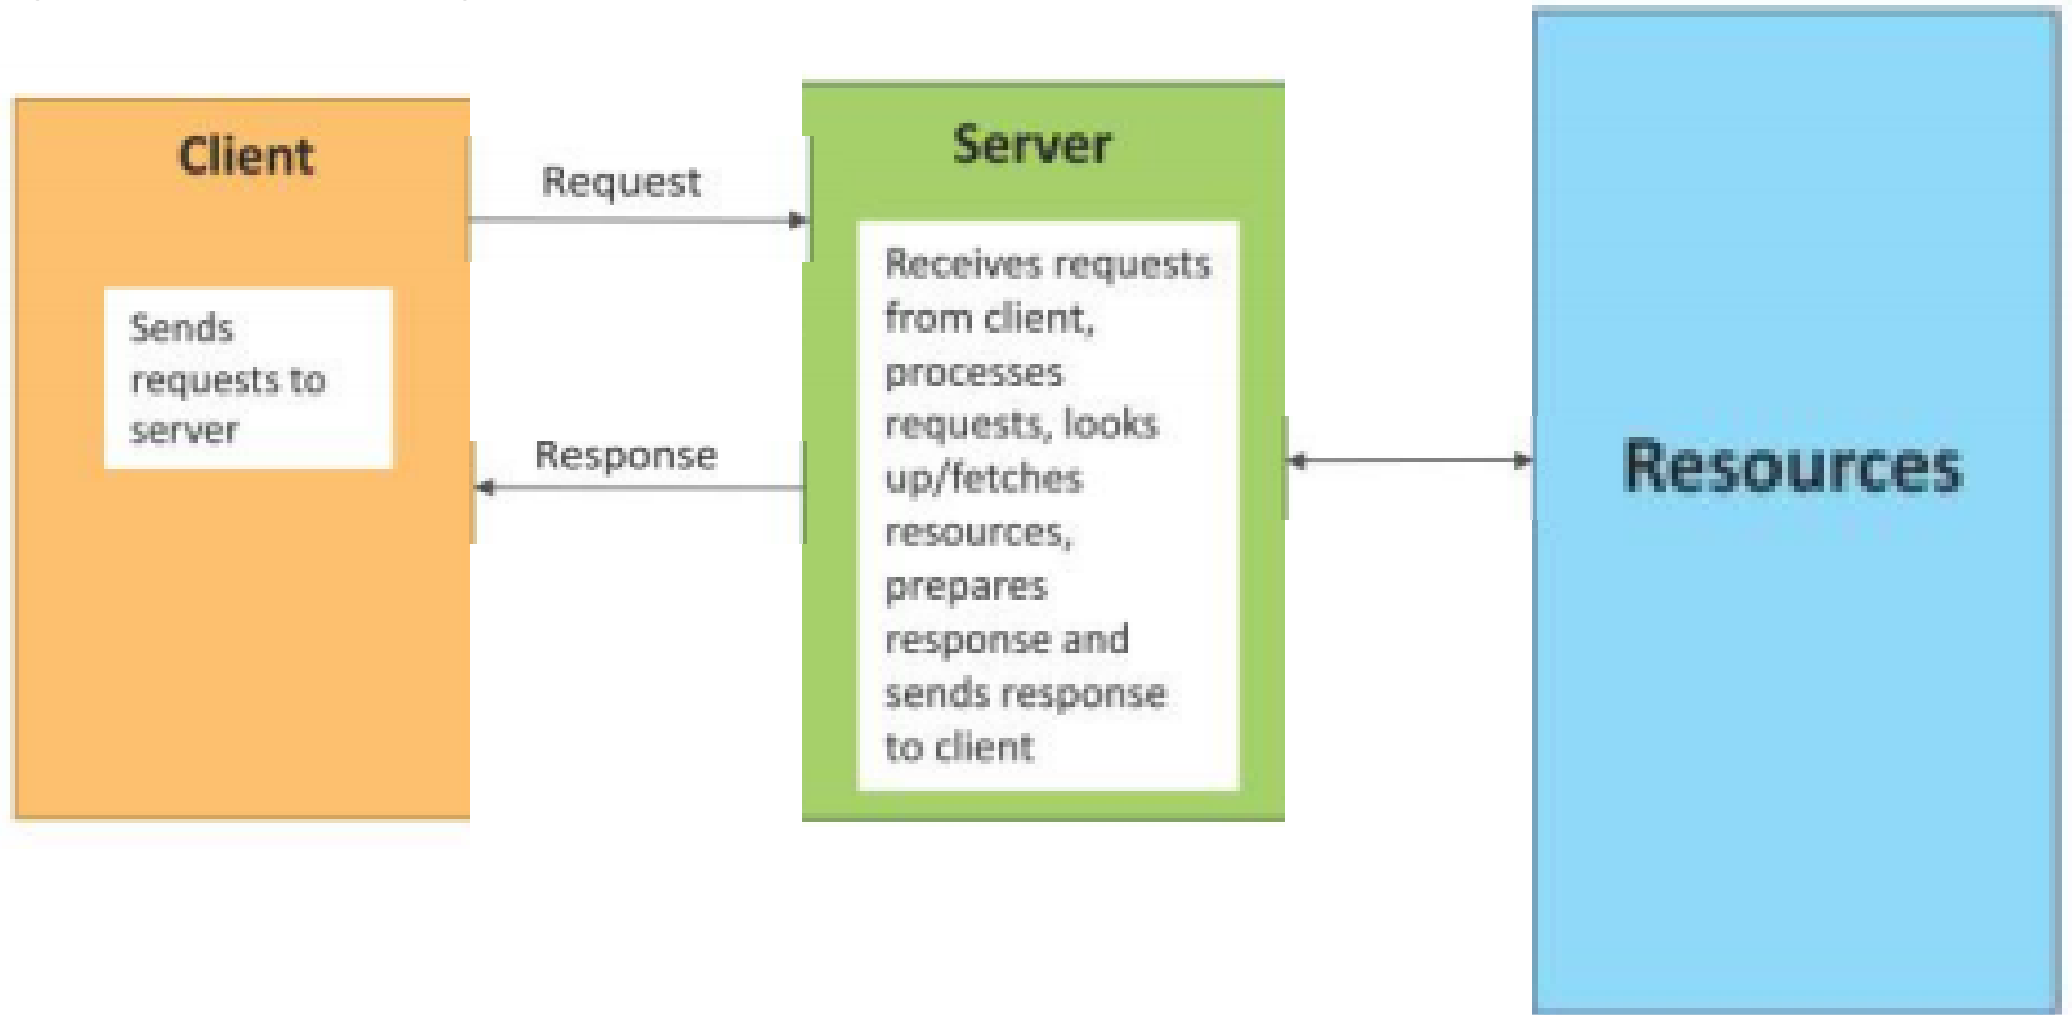 Client
Sends
requests to
server
Request
Response
Server
Receives requests
from client,
processes
requests, looks
up/fetches
resources,
prepares
response and
sends response
to client
Resources